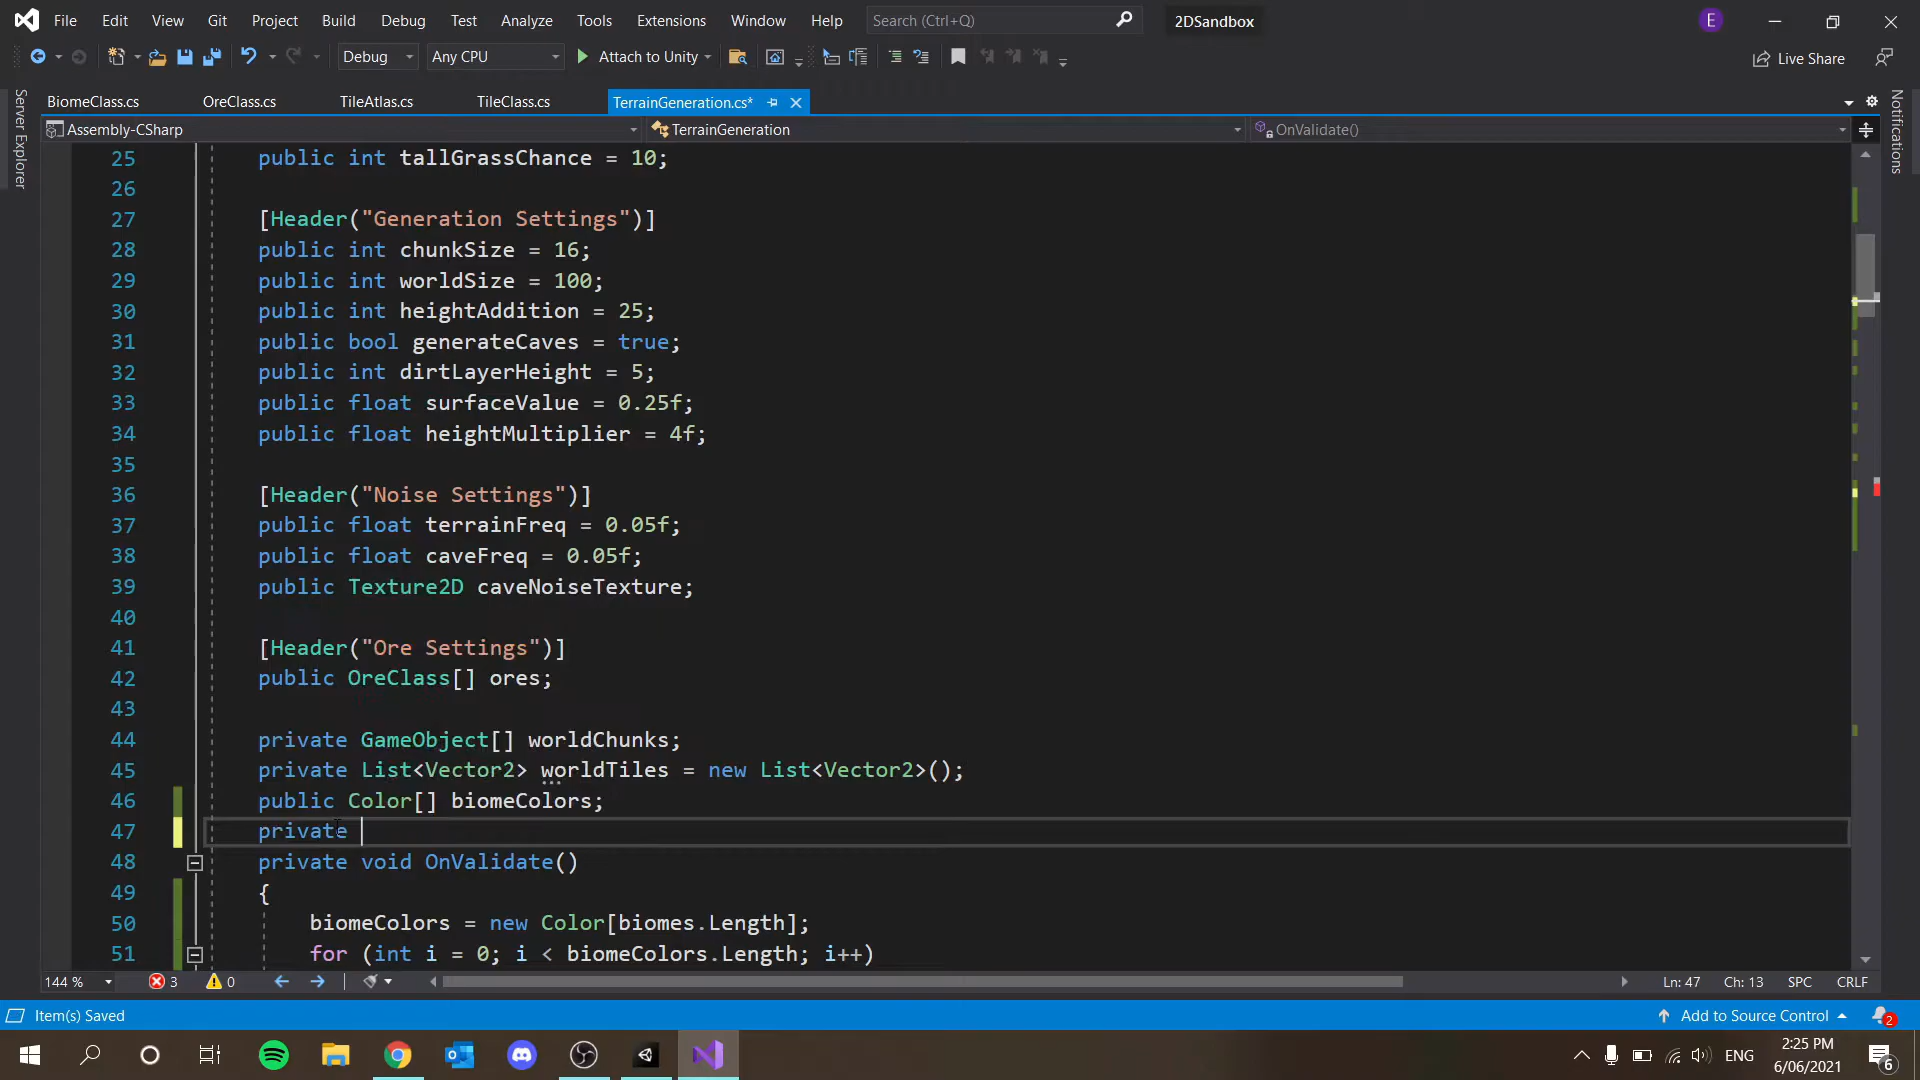 File Edit View Git Project Build Debug Test Analyze Tools Extensions Window Help Search (Ctrl+Q) 2DSandbox E
Debug Any CPU Attach to Unity Live Share
BiomeClass.cs OreClass.cs TileAtlas.cs TileClass.cs TerrainGeneration.cs*
Assembly-CSharp TerrainGeneration OnValidate()
Server Explorer
Notifications
25 public int tallGrassChance = 10;
26
27 [Header("Generation Settings")]
28 public int chunkSize = 16;
29 public int worldSize = 100;
30 public int heightAddition = 25;
31 public bool generateCaves = true;
32 public int dirtLayerHeight = 5;
33 public float surfaceValue = 0.25f;
34 public float heightMultiplier = 4f;
35
36 [Header("Noise Settings")]
37 public float terrainFreq = 0.05f;
38 public float caveFreq = 0.05f;
39 public Texture2D caveNoiseTexture;
40
41 [Header("Ore Settings")]
42 public OreClass[] ores;
43
44 private GameObject[] worldChunks;
45 private List<Vector2> worldTiles = new List<Vector2>();
46 public Color[] biomeColors;
47 private
48 private void OnValidate()
49 {
50 biomeColors = new Color[biomes.Length];
51 for (int i = 0; i < biomeColors.Length; i++)
144 % 3 0 Ln: 47 Ch: 13 SPC CRLF
Item(s) Saved Add to Source Control 2
ENG 2:25 PM
6/06/2021 6